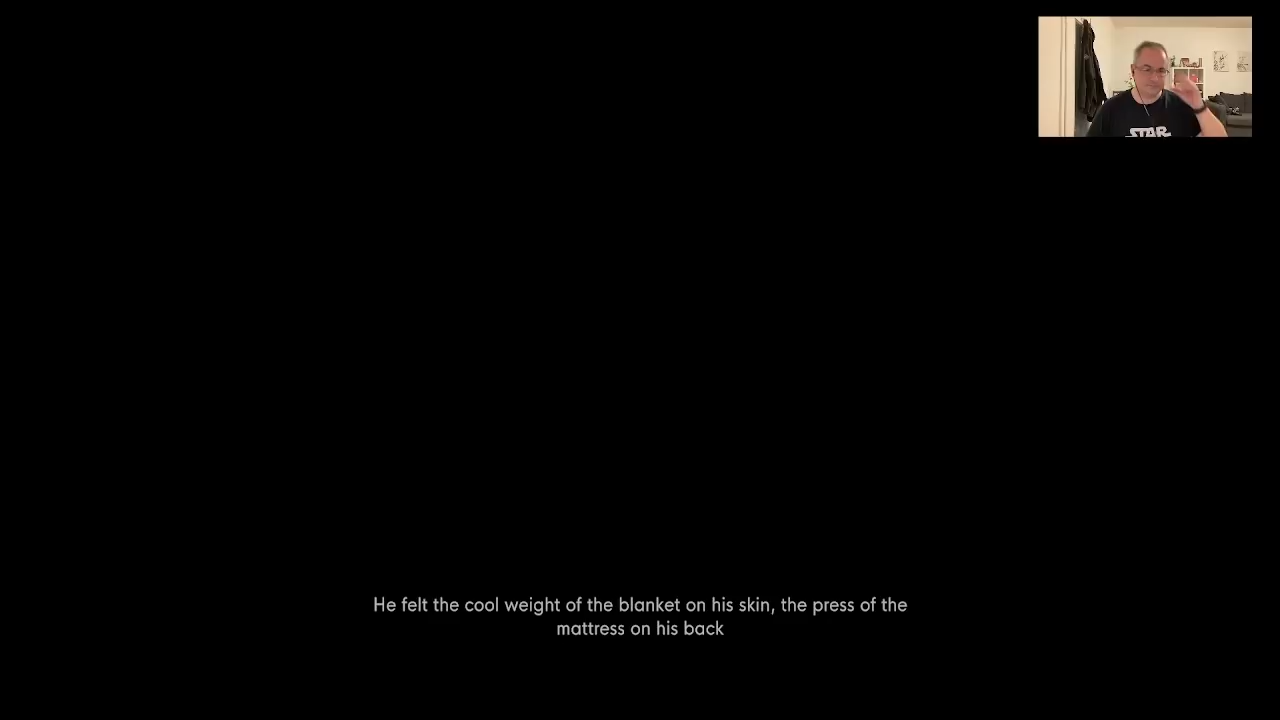 STAR
He felt the cool weight of the blanket on his skin, the press of the
mattress on his back